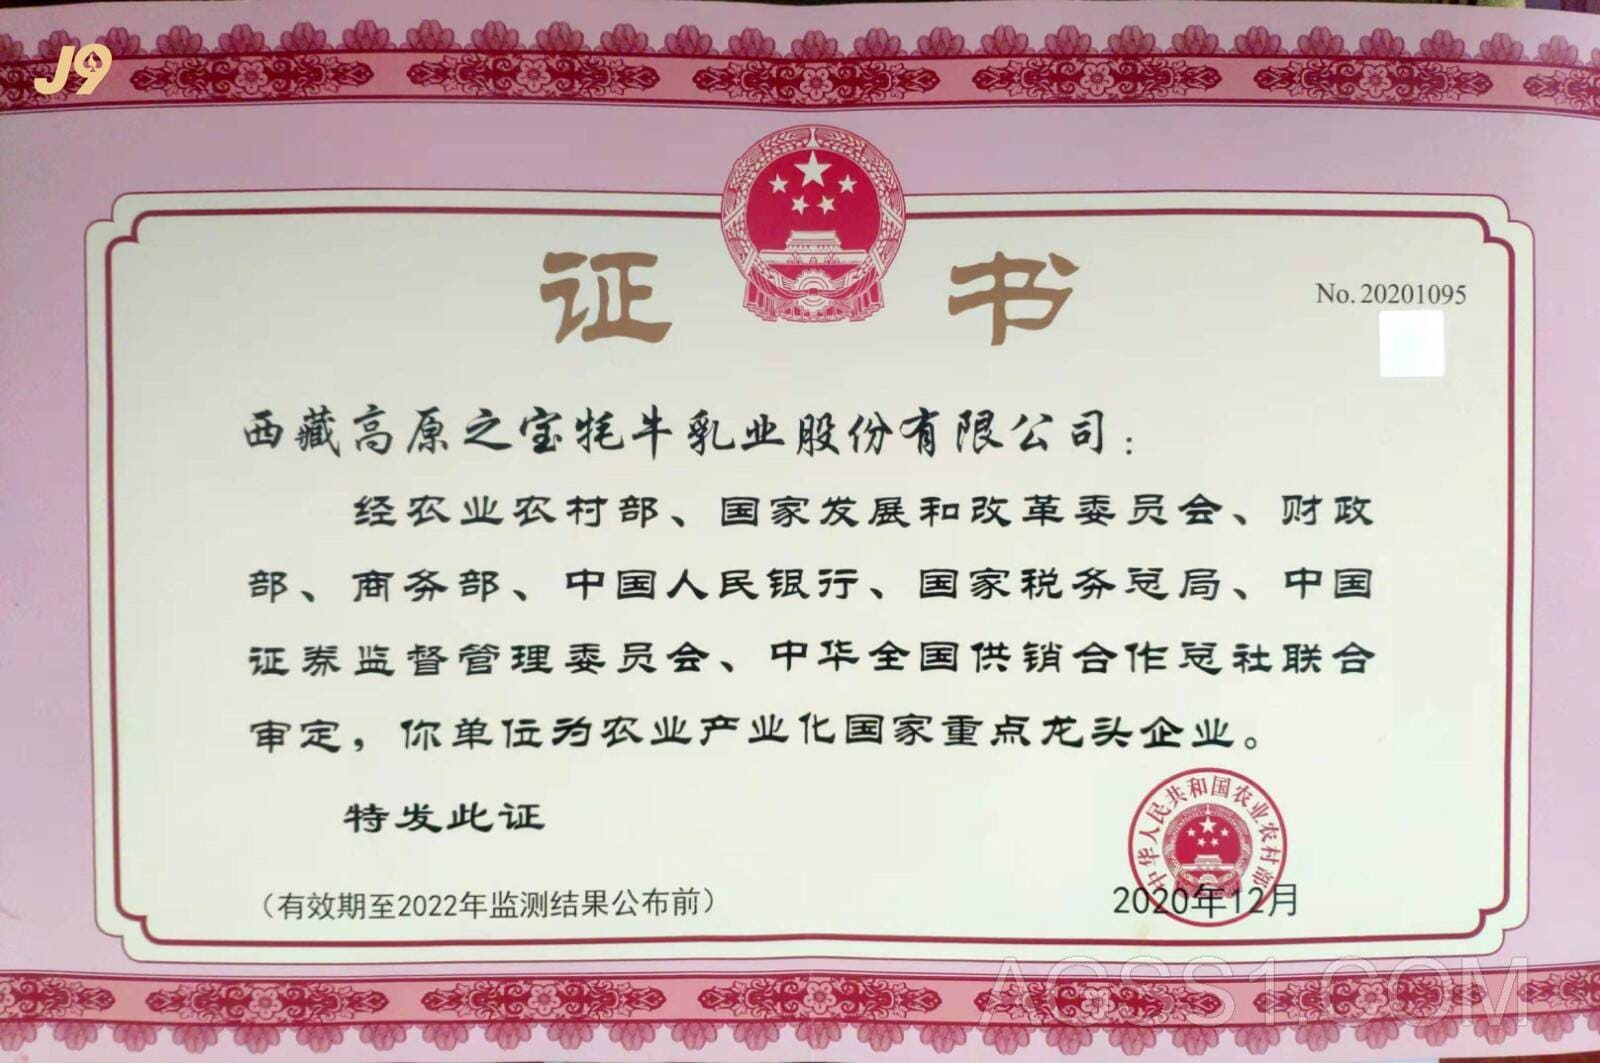 J9
证 书
No.20201095
西藏高原之宝牦牛乳业股份有限公司：
经农业农村部、国家发展和改革委员会、财政
部、商务部、中国人民银行、国家税务总局、中国
证券监督管理委员会、中华全国供销合作总社联合
审定，你单位为农业产业化国家重点龙头企业。
特发此证
中华人民共和国农业农村部
（有效期至2022年监测结果公布前）
2020年12月
AGSS1.COM